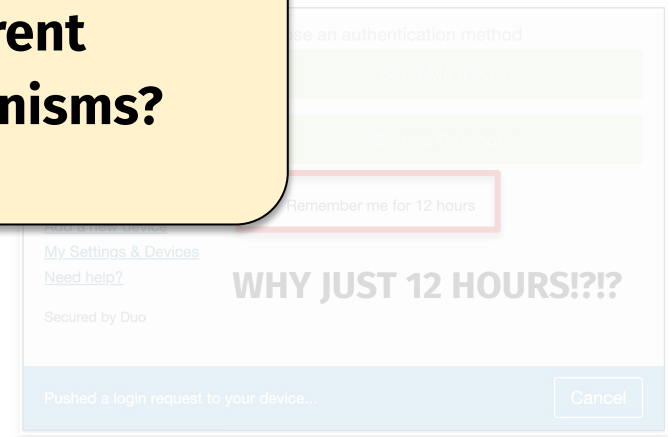 rent
nisms?
se an authentication method
Remember me for 12 hours
Add a new device
My Settings & Devices
Need help?
WHY JUST 12 HOURS!?!?
Secured by Duo
Pushed a login request to your device...
Cancel